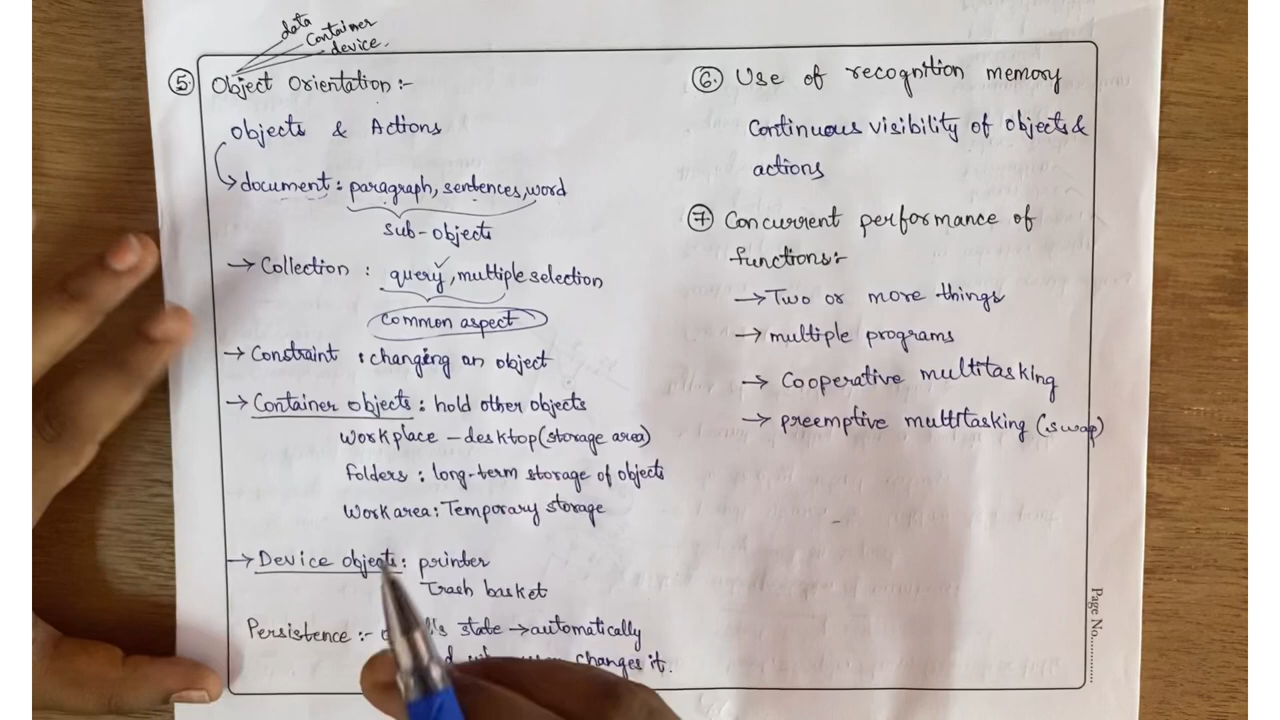 data
Container
device.
5. Object Orientation:-
objects & Actions
→ document : paragraph, sentences, word
sub-objects
→ Collection : query, multiple selection
common aspect
→ Constraint : changing an object
→ Container objects : hold other objects
Workplace - desktop (storage area)
folders : long-term storage of objects
Work area : Temporary storage
→ Device objects : printer
Trash basket
Persistence :- state → automatically
changes it.
6 Use of recognition memory
Continuous visibility of objects &
actions
7 Concurrent performance of
functions:-
→ Two or more things
→ multiple programs
→ Cooperative multitasking
→ preemptive multitasking (swap)
Page No.............